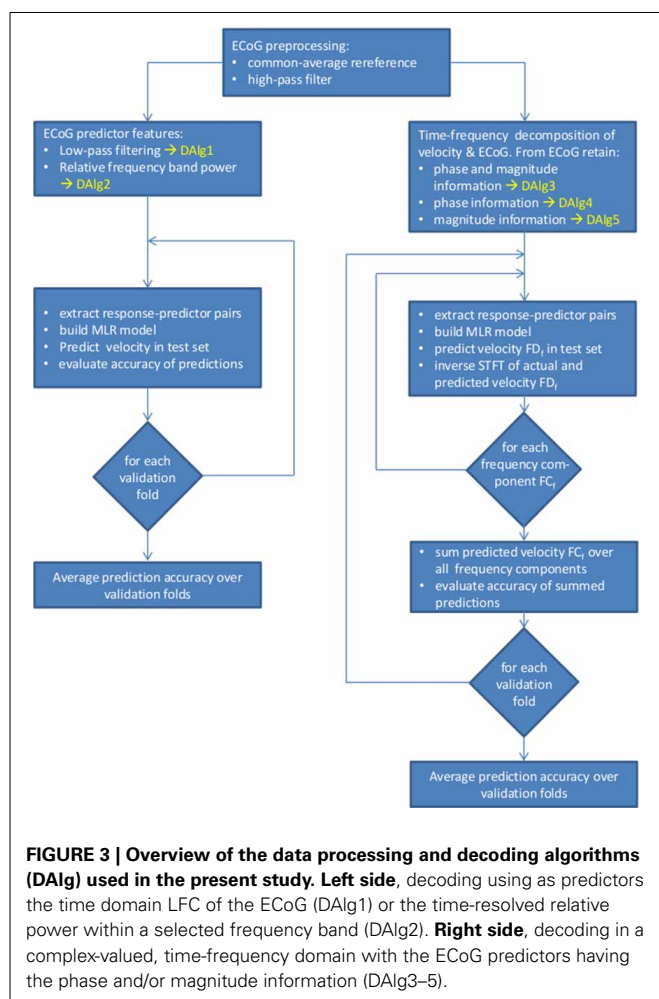 ECoG preprocessing:
• common-average rereference
• high-pass filter
ECoG predictor features:
• Low-pass filtering → DAlg1
• Relative frequency band power
→ DAlg2
Time-frequency decomposition of
velocity & ECoG. From ECoG retain:
• phase and magnitude
information → DAlg3
• phase information → DAlg4
• magnitude information → DAlg5
• extract response-predictor pairs
• build MLR model
• Predict velocity in test set
• evaluate accuracy of predictions
for each
validation
fold
Average prediction accuracy over
validation folds
• extract response-predictor pairs
• build MLR model
• predict velocity FDf in test set
• inverse STFT of actual and
predicted velocity FDf
for each
frequency com-
ponent FCf
• sum predicted velocity FCf over
all frequency components
• evaluate accuracy of summed
predictions
for each
validation
fold
Average prediction accuracy over
validation folds
FIGURE 3 | Overview of the data processing and decoding algorithms
(DAlg) used in the present study. Left side, decoding using as predictors
the time domain LFC of the ECoG (DAlg1) or the time-resolved relative
power within a selected frequency band (DAlg2). Right side, decoding in a
complex-valued, time-frequency domain with the ECoG predictors having
the phase and/or magnitude information (DAlg3–5).